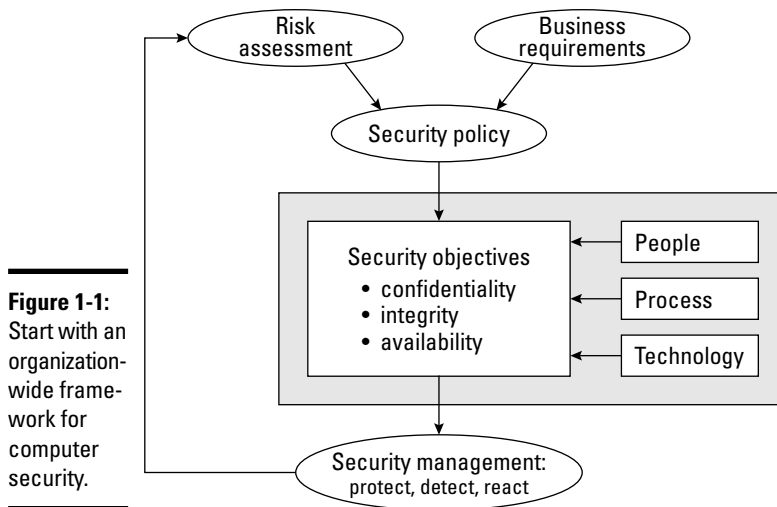 Risk
assessment
Business
requirements
Security policy
Security objectives
• confidentiality
• integrity
• availability
People
Process
Technology
Security management:
protect, detect, react
Figure 1-1:
Start with an
organization-
wide frame-
work for
computer
security.